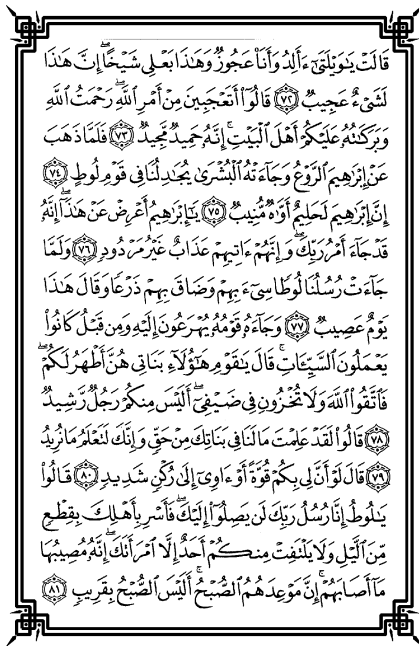 قَالَتْ يَٰوَيْلَتَىٰٓ ءَأَلِدُ وَأَنَا۠ عَجُوزٌ وَهَٰذَا بَعْلِى شَيْخًا ۖ إِنَّ هَٰذَا
لَشَىْءٌ عَجِيبٌ ٧٢ قَالُوٓا۟ أَتَعْجَبِينَ مِنْ أَمْرِ ٱللَّهِ ۖ رَحْمَتُ ٱللَّهِ
وَبَرَكَٰتُهُۥ عَلَيْكُمْ أَهْلَ ٱلْبَيْتِ ۚ إِنَّهُۥ حَمِيدٌ مَّجِيدٌ ٧٣ فَلَمَّا ذَهَبَ
عَنْ إِبْرَٰهِيمَ ٱلرَّوْعُ وَجَآءَتْهُ ٱلْبُشْرَىٰ يُجَٰدِلُنَا فِى قَوْمِ لُوطٍ ٧٤
إِنَّ إِبْرَٰهِيمَ لَحَلِيمٌ أَوَّٰهٌ مُّنِيبٌ ٧٥ يَٰٓإِبْرَٰهِيمُ أَعْرِضْ عَنْ هَٰذَآ ۖ إِنَّهُۥ
قَدْ جَآءَ أَمْرُ رَبِّكَ ۖ وَإِنَّهُمْ ءَاتِيهِمْ عَذَابٌ غَيْرُ مَرْدُودٍ ٧٦ وَلَمَّا
جَآءَتْ رُسُلُنَا لُوطًا سِىٓءَ بِهِمْ وَضَاقَ بِهِمْ ذَرْعًا وَقَالَ هَٰذَا
يَوْمٌ عَصِيبٌ ٧٧ وَجَآءَهُۥ قَوْمُهُۥ يُهْرَعُونَ إِلَيْهِ وَمِن قَبْلُ كَانُوا۟
يَعْمَلُونَ ٱلسَّيِّـَٔاتِ ۚ قَالَ يَٰقَوْمِ هَٰٓؤُلَآءِ بَنَاتِى هُنَّ أَطْهَرُ لَكُمْ ۖ
فَٱتَّقُوا۟ ٱللَّهَ وَلَا تُخْزُونِ فِى ضَيْفِىٓ ۖ أَلَيْسَ مِنكُمْ رَجُلٌ رَّشِيدٌ
٧٨ قَالُوا۟ لَقَدْ عَلِمْتَ مَا لَنَا فِى بَنَاتِكَ مِنْ حَقٍّ وَإِنَّكَ لَتَعْلَمُ مَا نُرِيدُ
٧٩ قَالَ لَوْ أَنَّ لِى بِكُمْ قُوَّةً أَوْ ءَاوِىٓ إِلَىٰ رُكْنٍ شَدِيدٍ ٨٠ قَالُوا۟
يَٰلُوطُ إِنَّا رُسُلُ رَبِّكَ لَن يَصِلُوٓا۟ إِلَيْكَ ۖ فَأَسْرِ بِأَهْلِكَ بِقِطْعٍ
مِّنَ ٱلَّيْلِ وَلَا يَلْتَفِتْ مِنكُمْ أَحَدٌ إِلَّا ٱمْرَأَتَكَ ۖ إِنَّهُۥ مُصِيبُهَا
مَآ أَصَابَهُمْ ۚ إِنَّ مَوْعِدَهُمُ ٱلصُّبْحُ ۚ أَلَيْسَ ٱلصُّبْحُ بِقَرِيبٍ ٨١